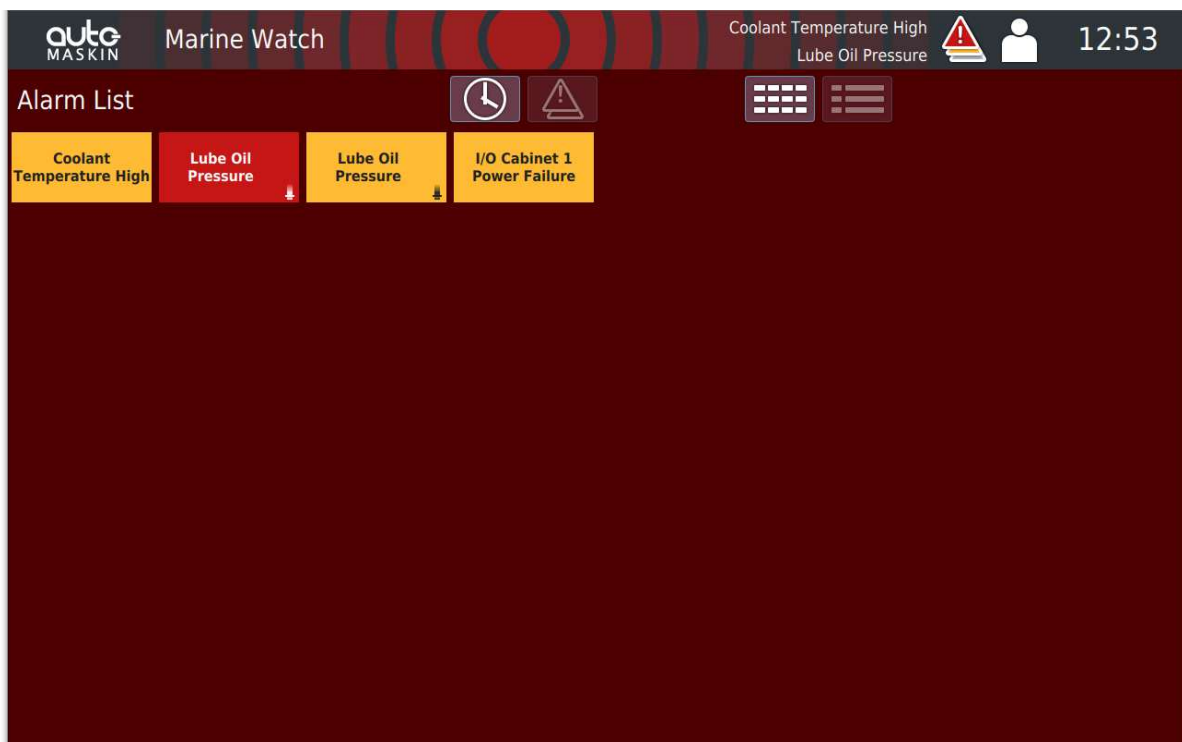 auto
MASKIN
Marine Watch
Coolant Temperature High
Lube Oil Pressure
12:53
Alarm List
Coolant
Temperature High
Lube Oil
Pressure
Lube Oil
Pressure
I/O Cabinet 1
Power Failure